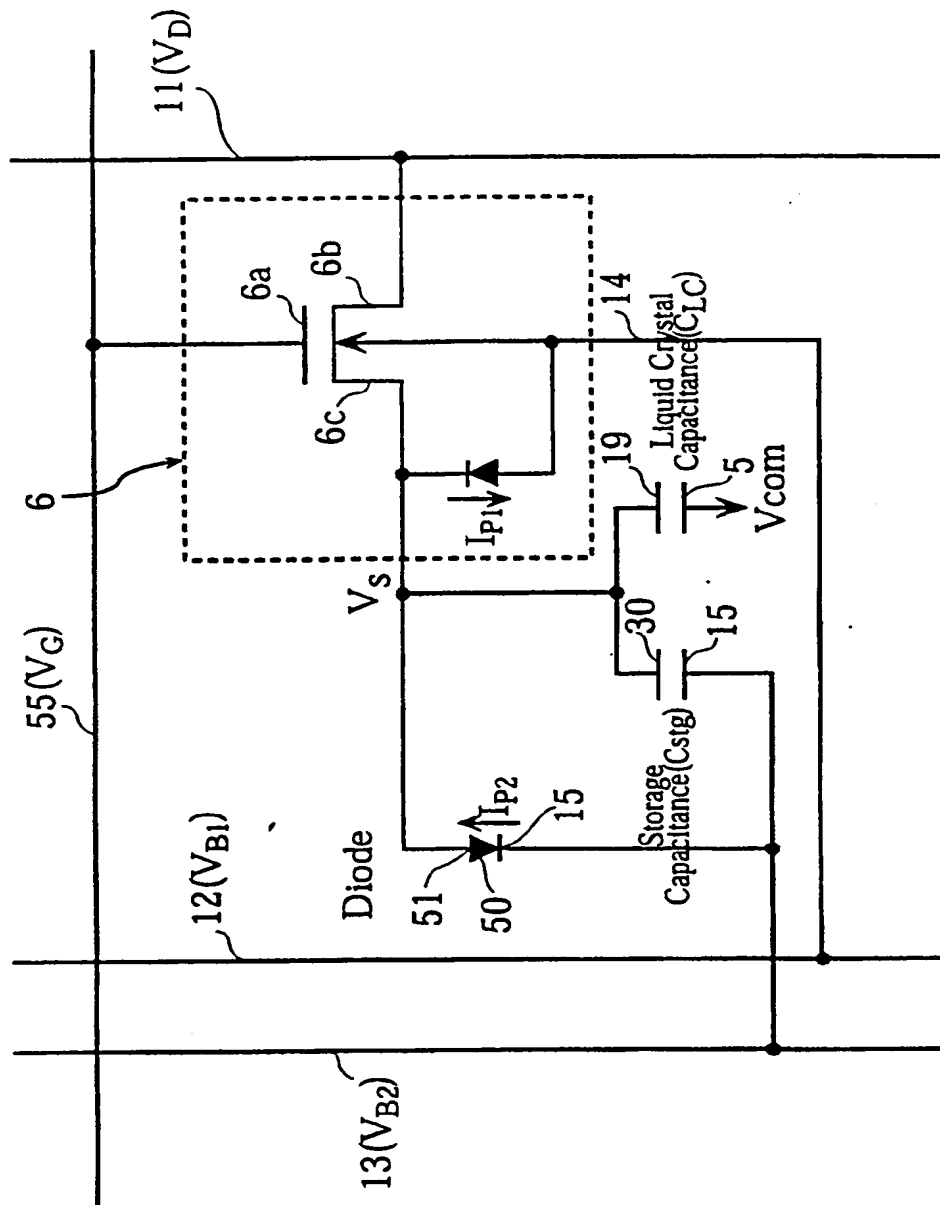 11(V_D)
6
6a
6b
6c
55(V_G)
I_P1
V_S
14
Liquid Crystal
Capacitance(C_LC)
19
5
Vcom
30
15
Storage
Capacitance(Cstg)
12(V_B1)
Diode
I_P2
51
50
15
13(V_B2)